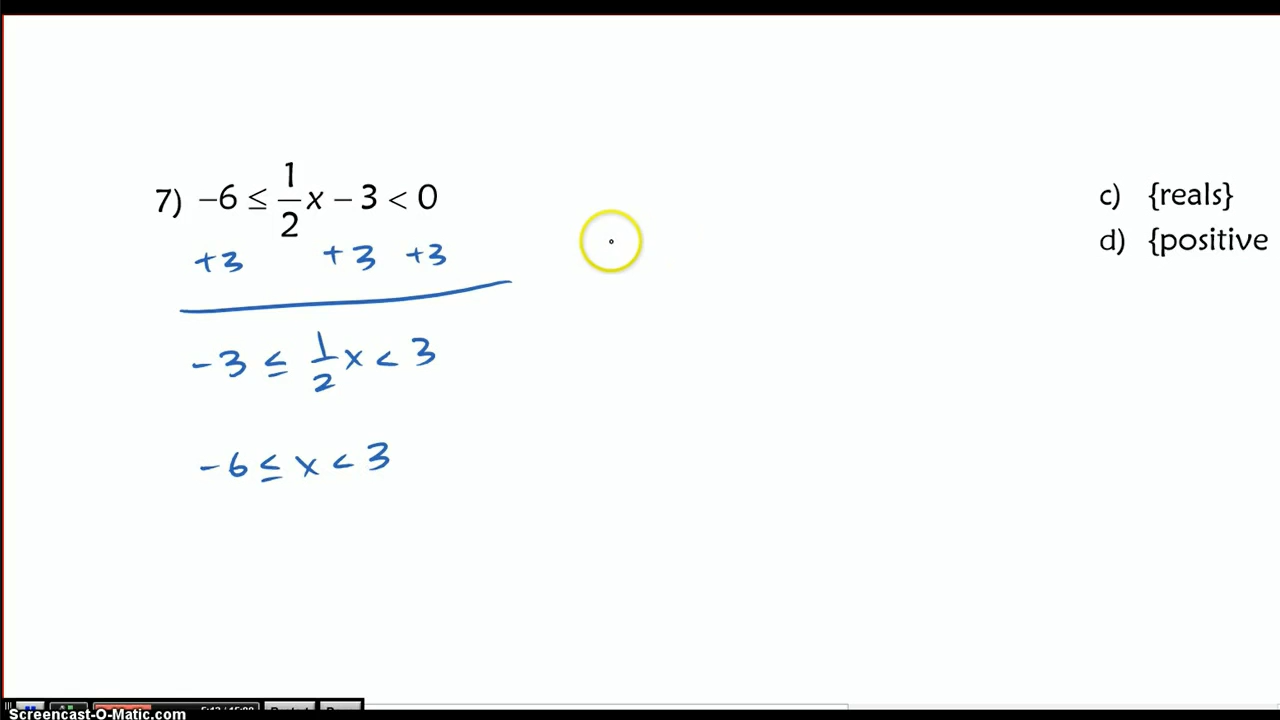 7) −6 ≤ 1/2 x − 3 < 0
+3 +3 +3
-3 ≤ 1/2 x < 3
-6 ≤ x < 3
c) {reals}
d) {positive
Screencast-O-Matic.com